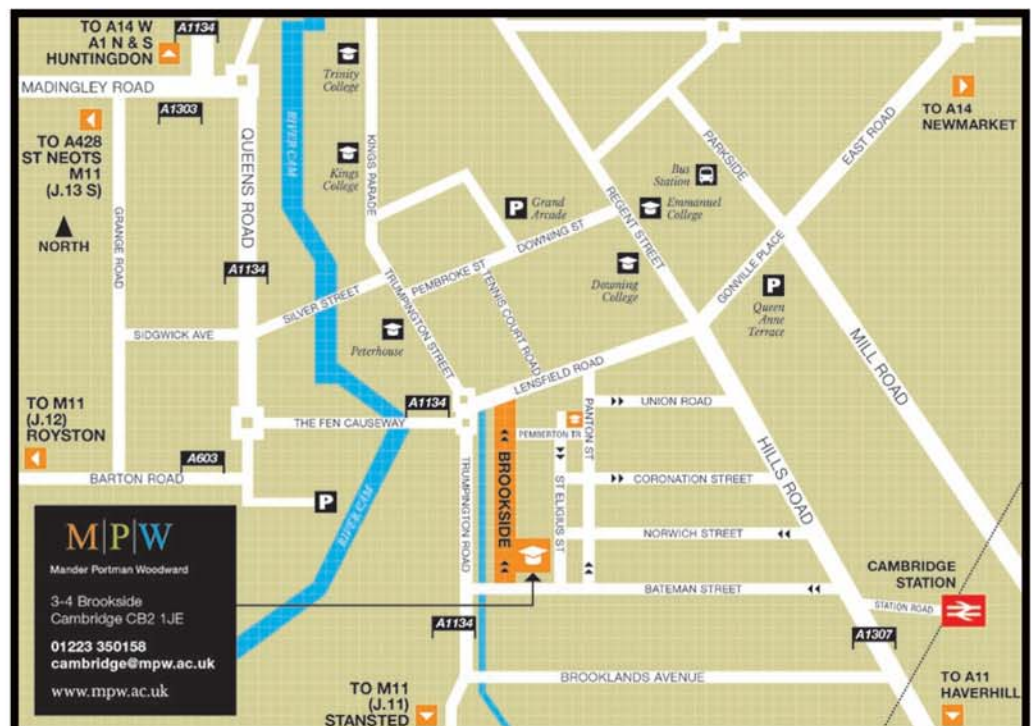 TO A14 W
A1 N & S
HUNTINGDON
A1134
MADINGLEY ROAD
A1303
TO A428
ST NEOTS
M11
(J.13 S)
NORTH
GRANGE ROAD
QUEENS ROAD
A1134
RIVER CAM
Trinity
College
Kings
College
KINGS PARADE
SILVER STREET
SIDGWICK AVE
PEMBROKE ST
DOWNING ST
P
Grand
Arcade
TRUMPINGTON STREET
TENNIS COURT ROAD
Peterhouse
Bus
Station
Emmanuel
College
Downing
College
REGENT STREET
PARKSIDE
EAST ROAD
TO A14
NEWMARKET
GONVILLE PLACE
P
Queen
Anne
Terrace
MILL ROAD
LENSFIELD ROAD
TO M11
(J.12)
ROYSTON
A603
BARTON ROAD
P
THE FEN CAUSEWAY
A1134
RIVER CAM
TRUMPINGTON ROAD
BROOKSIDE
PEMBERTON TR
ST ELIGIUS ST
PANTON ST
UNION ROAD
CORONATION STREET
NORWICH STREET
BATEMAN STREET
HILLS ROAD
CAMBRIDGE
STATION
STATION ROAD
A1307
A1134
BROOKLANDS AVENUE
TO M11
(J.11)
STANSTED
TO A11
HAVERHILL
M|P|W
Mander Portman Woodward
3-4 Brookside
Cambridge CB2 1JE
01223 350158
cambridge@mpw.ac.uk
www.mpw.ac.uk